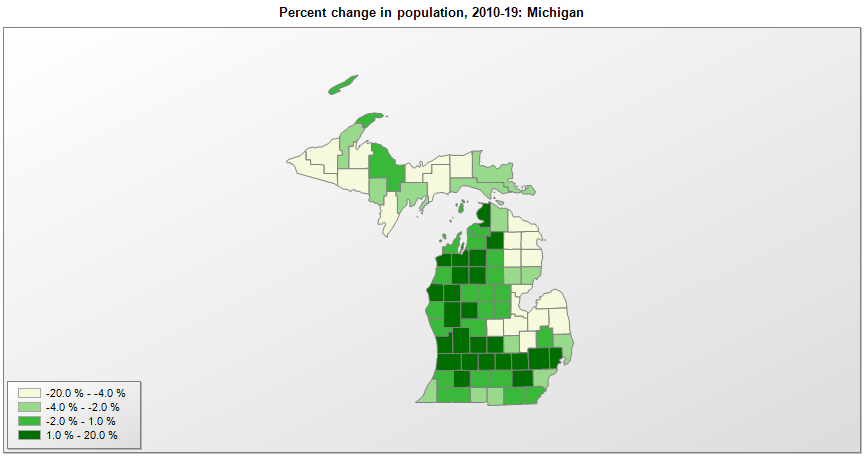 Percent change in population, 2010-19: Michigan
-20.0 % - -4.0 %
-4.0 % - -2.0 %
-2.0 % - 1.0 %
1.0 % - 20.0 %